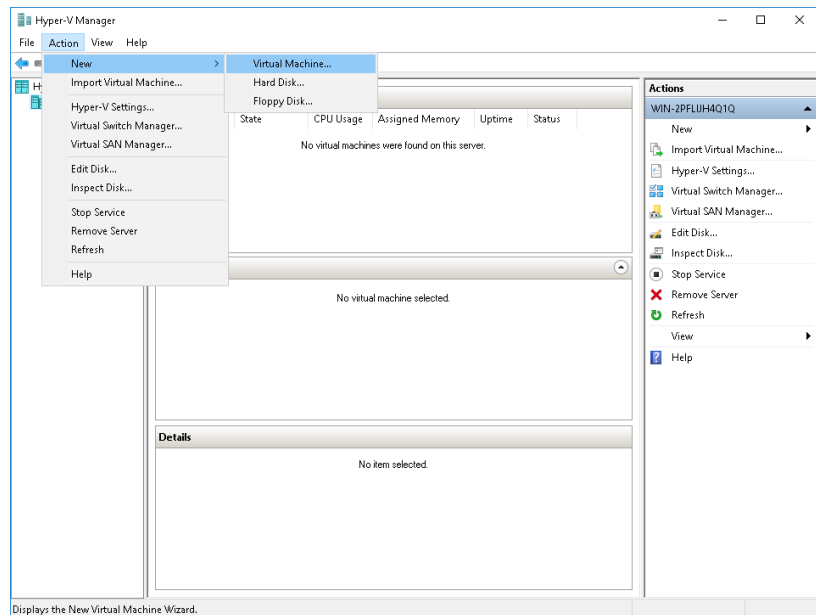 Hyper-V Manager
File Action View Help
New
Import Virtual Machine...
Hyper-V Settings...
Virtual Switch Manager...
Virtual SAN Manager...
Edit Disk...
Inspect Disk...
Stop Service
Remove Server
Refresh
Help
Virtual Machine...
Hard Disk...
Floppy Disk...
State CPU Usage Assigned Memory Uptime Status
No virtual machines were found on this server.
No virtual machine selected.
Details
No item selected.
Actions
WIN-2PFLIJH4Q1Q
New
Import Virtual Machine...
Hyper-V Settings...
Virtual Switch Manager...
Virtual SAN Manager...
Edit Disk...
Inspect Disk...
Stop Service
Remove Server
Refresh
View
Help
Displays the New Virtual Machine Wizard.